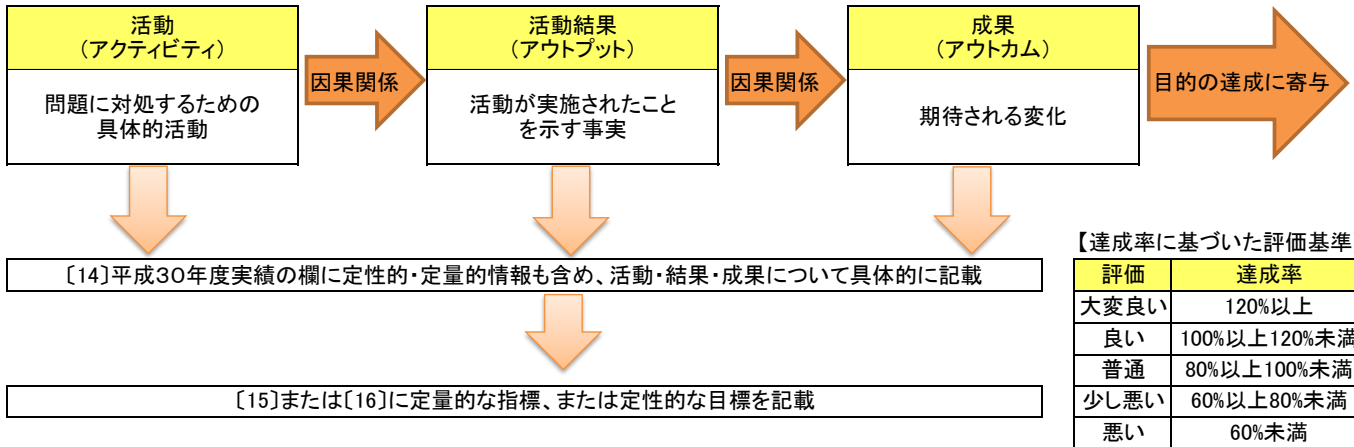 活動
（アクティビティ）
問題に対処するための
具体的活動
因果関係
活動結果
（アウトプット）
活動が実施されたこと
を示す事実
因果関係
成果
（アウトカム）
期待される変化
目的の達成に寄与
〔14〕平成30年度実績の欄に定性的・定量的情報も含め、活動・結果・成果について具体的に記載
〔15〕または〔16〕に定量的な指標、または定性的な目標を記載
【達成率に基づいた評価基準
評価 達成率
大変良い 120%以上
良い 100%以上120%未満
普通 80%以上100%未満
少し悪い 60%以上80%未満
悪い 60%未満